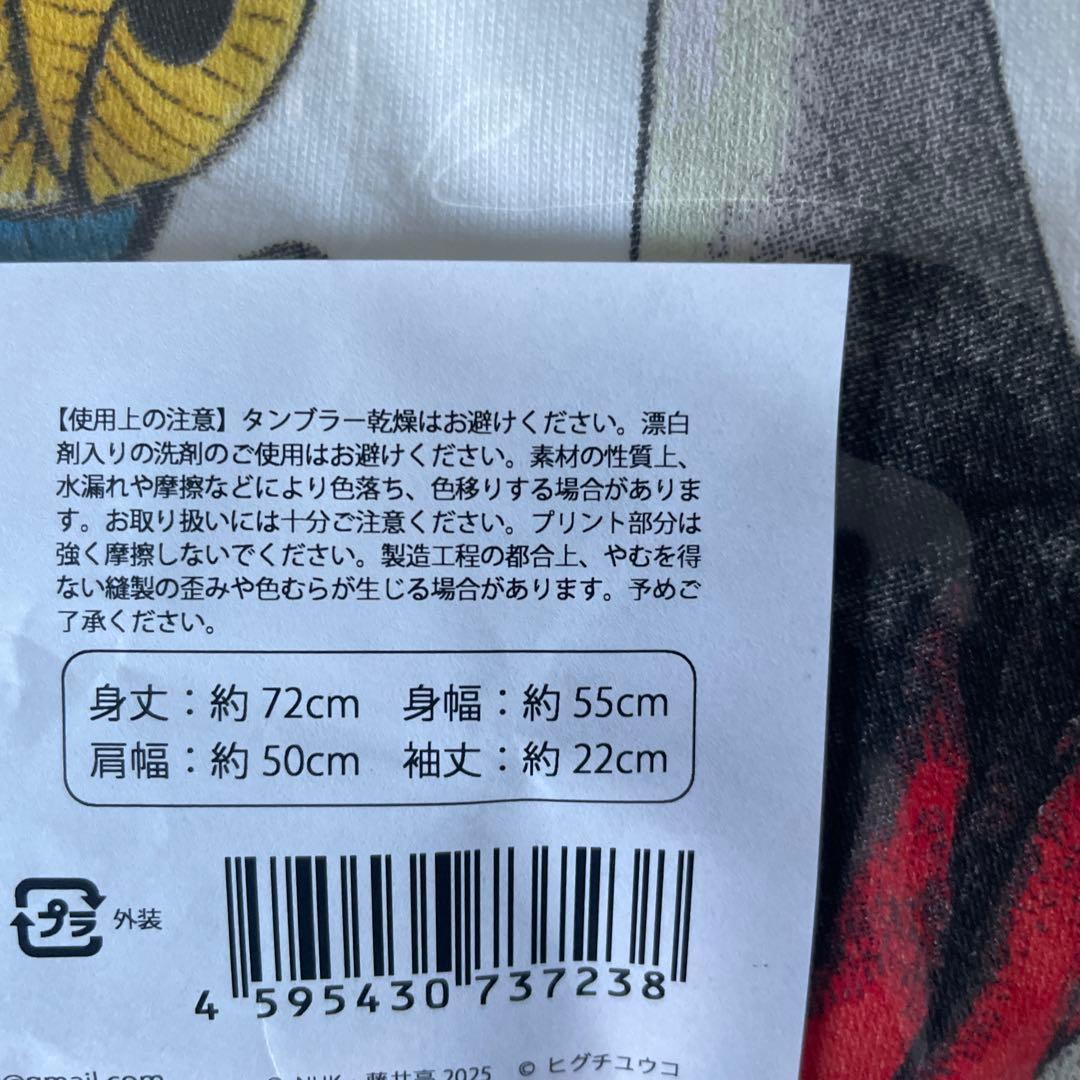 【使用上の注意】タンブラー乾燥はお避けください。漂白
剤入りの洗剤のご使用はお避けください。素材の性質上、
水漏れや摩擦などにより色落ち、色移りする場合がありま
す。お取り扱いには十分ご注意ください。プリント部分は
強く摩擦しないでください。製造工程の都合上、やむを得
ない縫製の歪みや色むらが生じる場合があります。予めご
了承ください。
身丈：約 72cm 身幅：約 55cm
肩幅：約 50cm 袖丈：約 22cm
プラ 外装
4 595430 737238
@gmail.com
© NHK・藤井亮 2025 © ヒグチユウコ